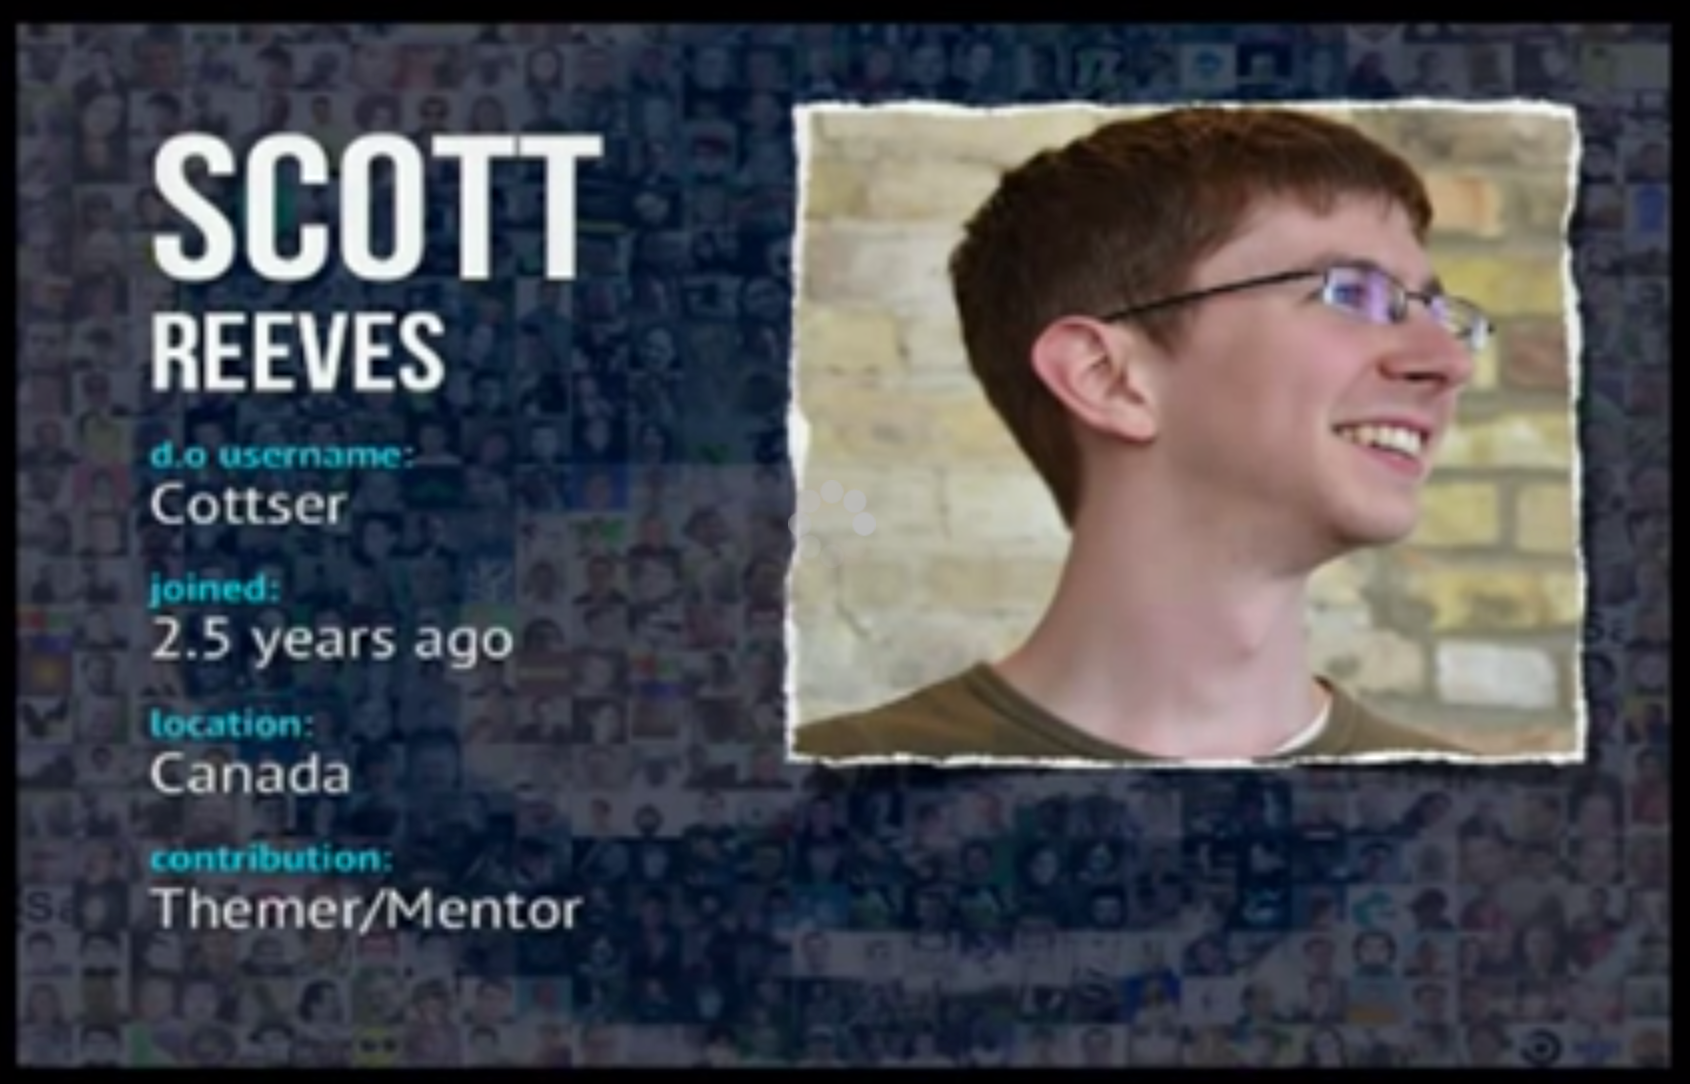 SCOTT
REEVES
d.o username:
Cottser
joined:
2.5 years ago
location:
Canada
contribution:
Themer/Mentor